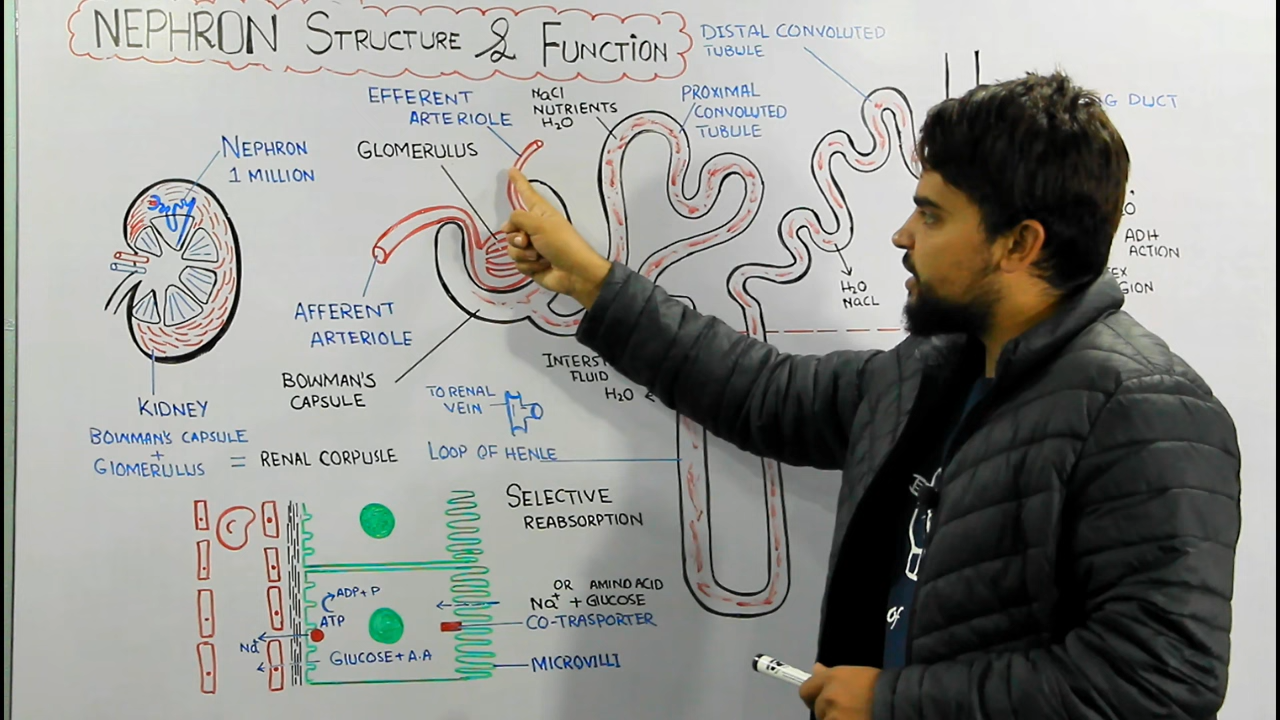 NEPHRON STRUCTURE & FUNCTION
DISTAL CONVOLUTED
TUBULE
EFFERENT
ARTERIOLE
NaCl
NUTRIENTS
H₂O
PROXIMAL
CONVOLUTED
TUBULE
DUCT
GLOMERULUS
NEPHRON
1 MILLION
ADH
ACTION
H₂O
NACL
AFFERENT
ARTERIOLE
BOWMAN'S
CAPSULE
FLUID
H₂O
TO RENAL
VEIN
KIDNEY
BOWMAN'S CAPSULE
+
GLOMERULUS = RENAL CORPUSLE
LOOP OF HENLE
SELECTIVE
REABSORPTION
OR AMINO ACID
Na⁺ + GLUCOSE
CO-TRASPORTER
MICROVILLI
ADP + P
ATP
Na⁺
GLUCOSE + A.A